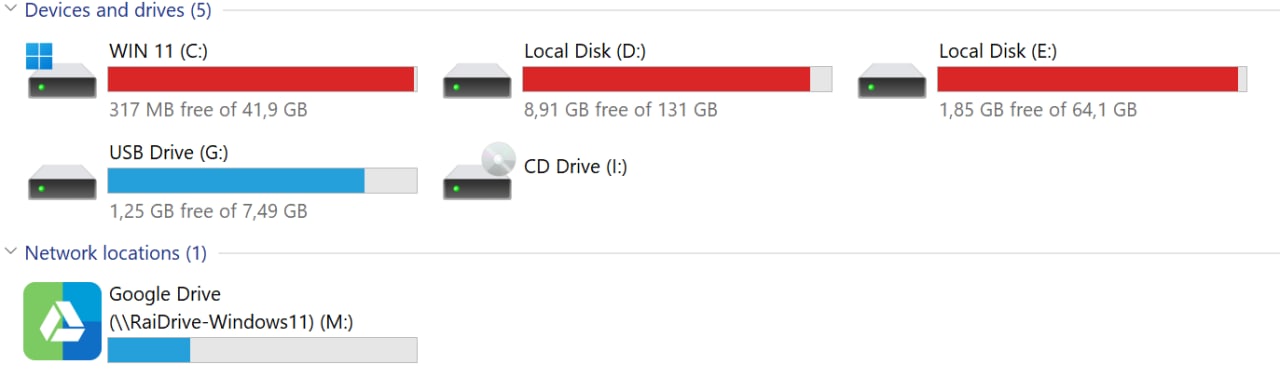 Devices and drives (5)
WIN 11 (C:)
317 MB free of 41,9 GB
Local Disk (D:)
8,91 GB free of 131 GB
Local Disk (E:)
1,85 GB free of 64,1 GB
USB Drive (G:)
1,25 GB free of 7,49 GB
CD Drive (I:)
Network locations (1)
Google Drive
(\\RaiDrive-Windows11) (M:)